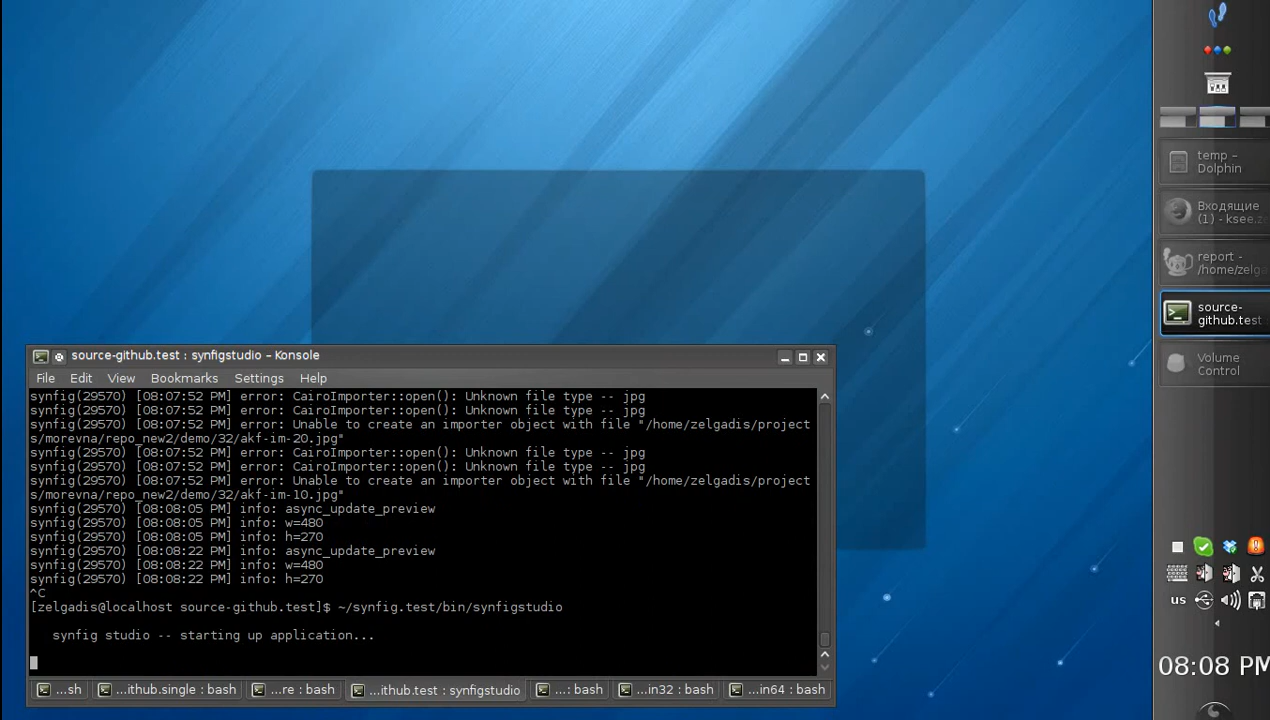 source-github.test : synfigstudio – Konsole
File Edit View Bookmarks Settings Help
synfig(29570) [08:07:52 PM] error: CairoImporter::open(): Unknown file type -- jpg
synfig(29570) [08:07:52 PM] error: CairoImporter::open(): Unknown file type -- jpg
synfig(29570) [08:07:52 PM] error: Unable to create an importer object with file "/home/zelgadis/project
s/morevna/repo_new2/demo/32/akf-im-20.jpg"
synfig(29570) [08:07:52 PM] error: CairoImporter::open(): Unknown file type -- jpg
synfig(29570) [08:07:52 PM] error: CairoImporter::open(): Unknown file type -- jpg
synfig(29570) [08:07:52 PM] error: Unable to create an importer object with file "/home/zelgadis/project
s/morevna/repo_new2/demo/32/akf-im-10.jpg"
synfig(29570) [08:08:05 PM] info: async_update_preview
synfig(29570) [08:08:05 PM] info: w=480
synfig(29570) [08:08:05 PM] info: h=270
synfig(29570) [08:08:22 PM] info: async_update_preview
synfig(29570) [08:08:22 PM] info: w=480
synfig(29570) [08:08:22 PM] info: h=270
^C
[zelgadis@localhost source-github.test]$ ~/synfig.test/bin/synfigstudio
synfig studio -- starting up application...
...sh ...ithub.single : bash ...re : bash ...ithub.test : synfigstudio ...: bash ...in32 : bash ...in64 : bash
temp –
Dolphin
Входящие
(1) - ksee.z
report -
/home/zelg
source-
github.test
Volume
Control
us
08:08 PM